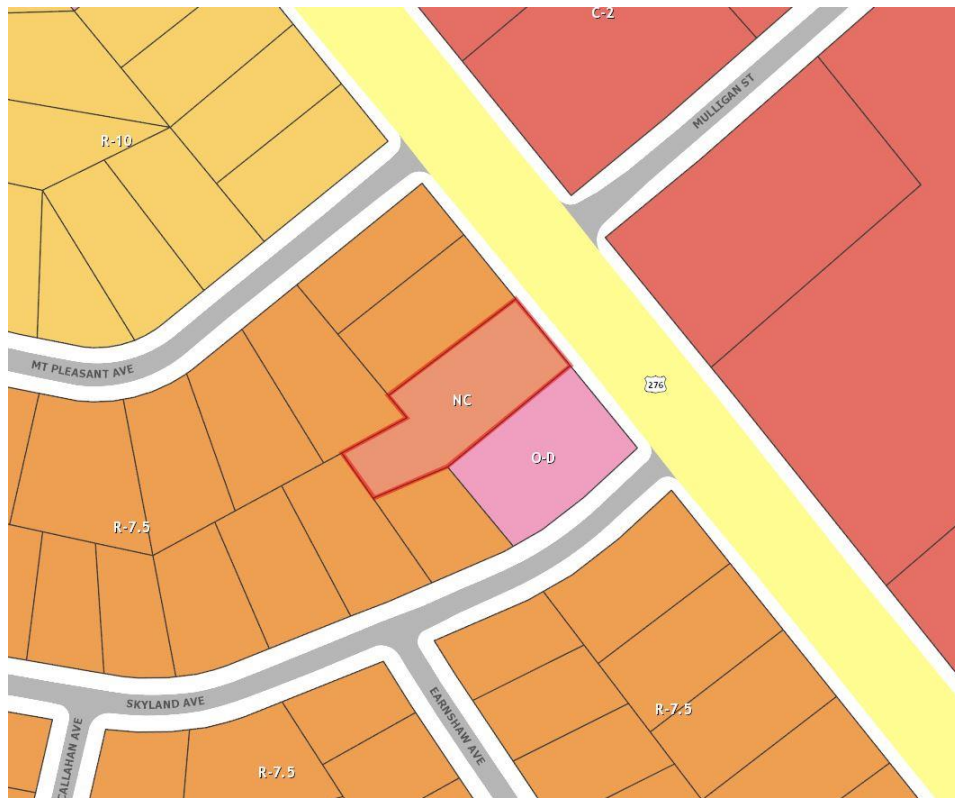 C-2
MULLIGAN ST
R-10
MT PLEASANT AVE
276
NC
O-D
R-7.5
SKYLAND AVE
EARNSHAW AVE
R-7.5
CALLAHAN AVE
R-7.5